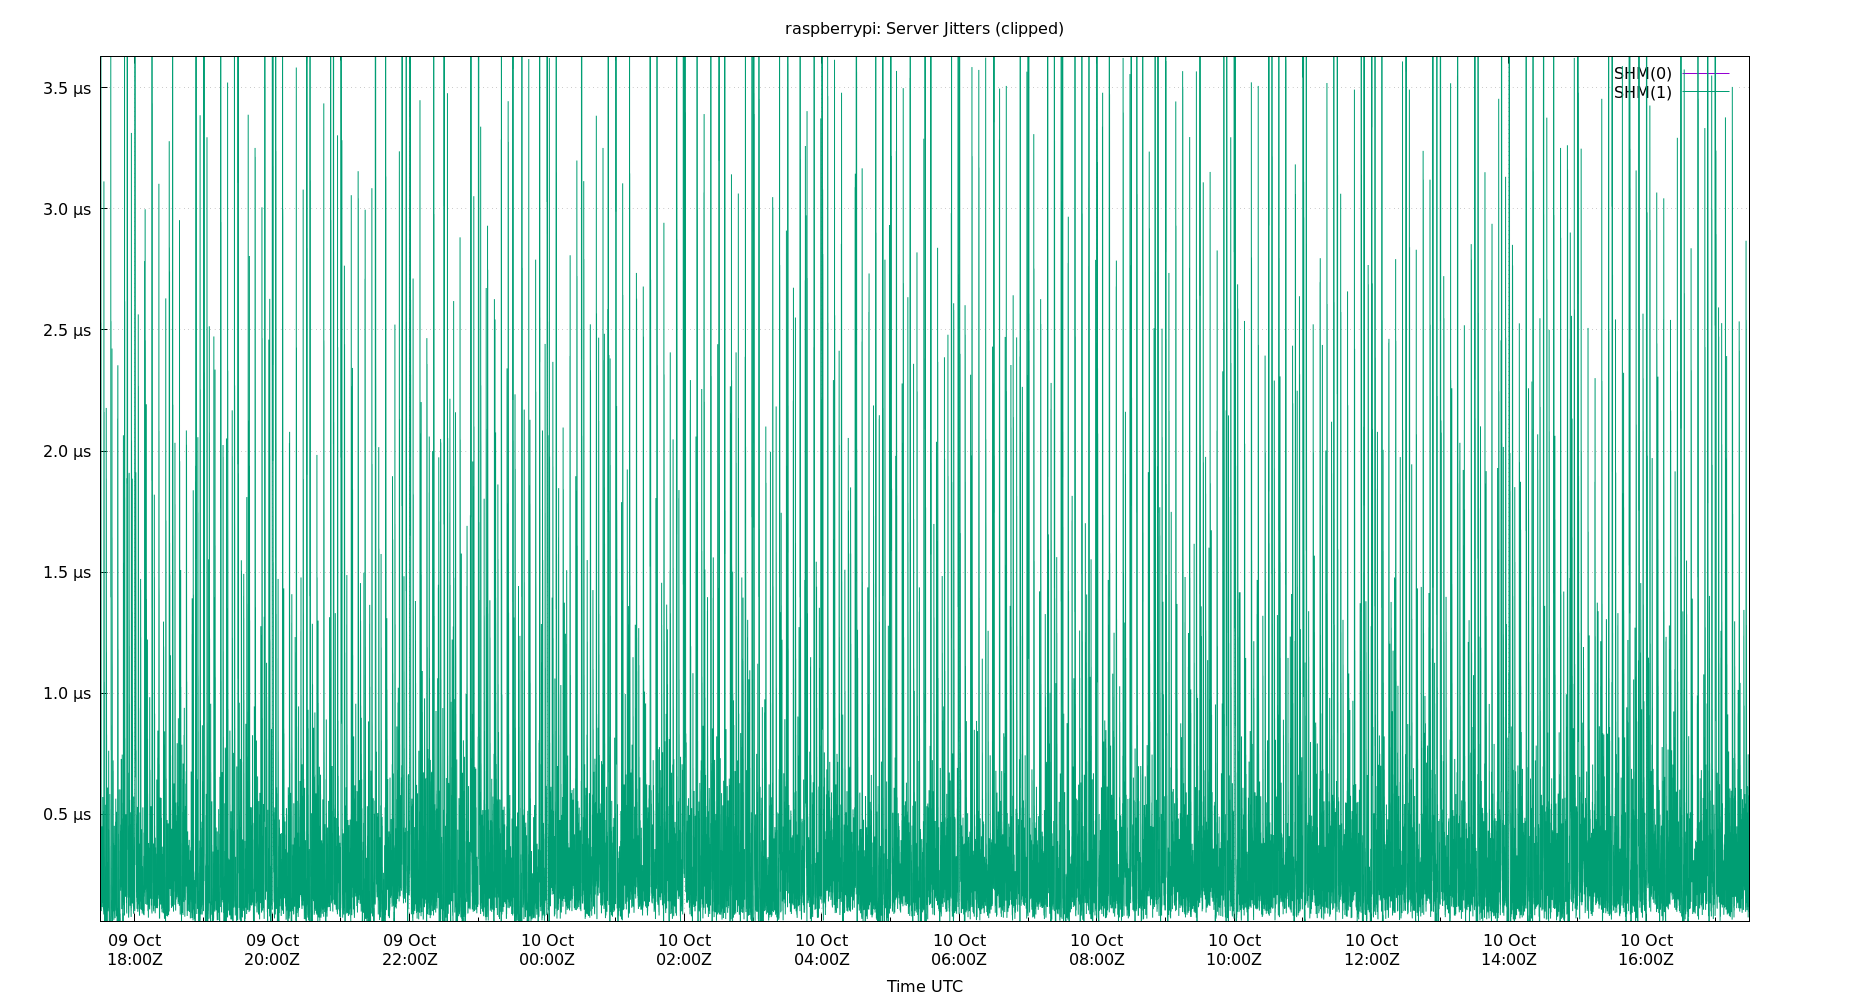 raspberrypi: Server Jitters (clipped)
3.5 µs
3.0 µs
2.5 µs
2.0 µs
1.5 µs
1.0 µs
0.5 µs
SHM(0)
SHM(1)
09 Oct 09 Oct 09 Oct 10 Oct 10 Oct 10 Oct 10 Oct 10 Oct 10 Oct 10 Oct 10 Oct 10 Oct
18:00Z 20:00Z 22:00Z 00:00Z 02:00Z 04:00Z 06:00Z 08:00Z 10:00Z 12:00Z 14:00Z 16:00Z
Time UTC